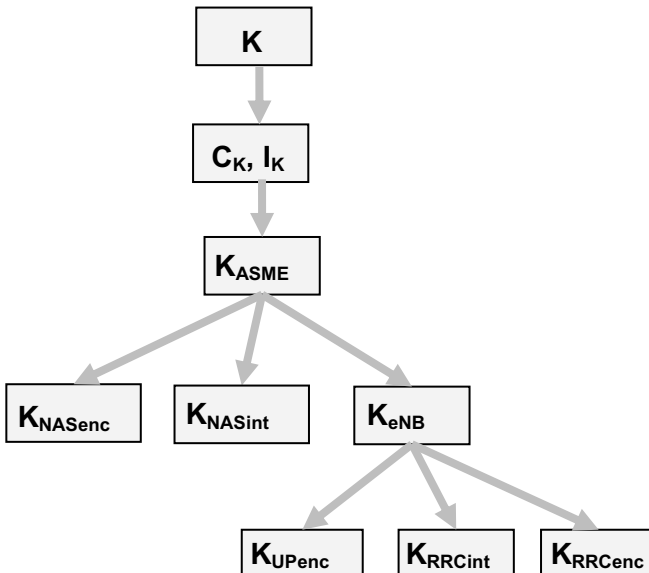 K
CK, IK
KASME
KNASenc KNASint KeNB
KUPenc KRRCint KRRCenc